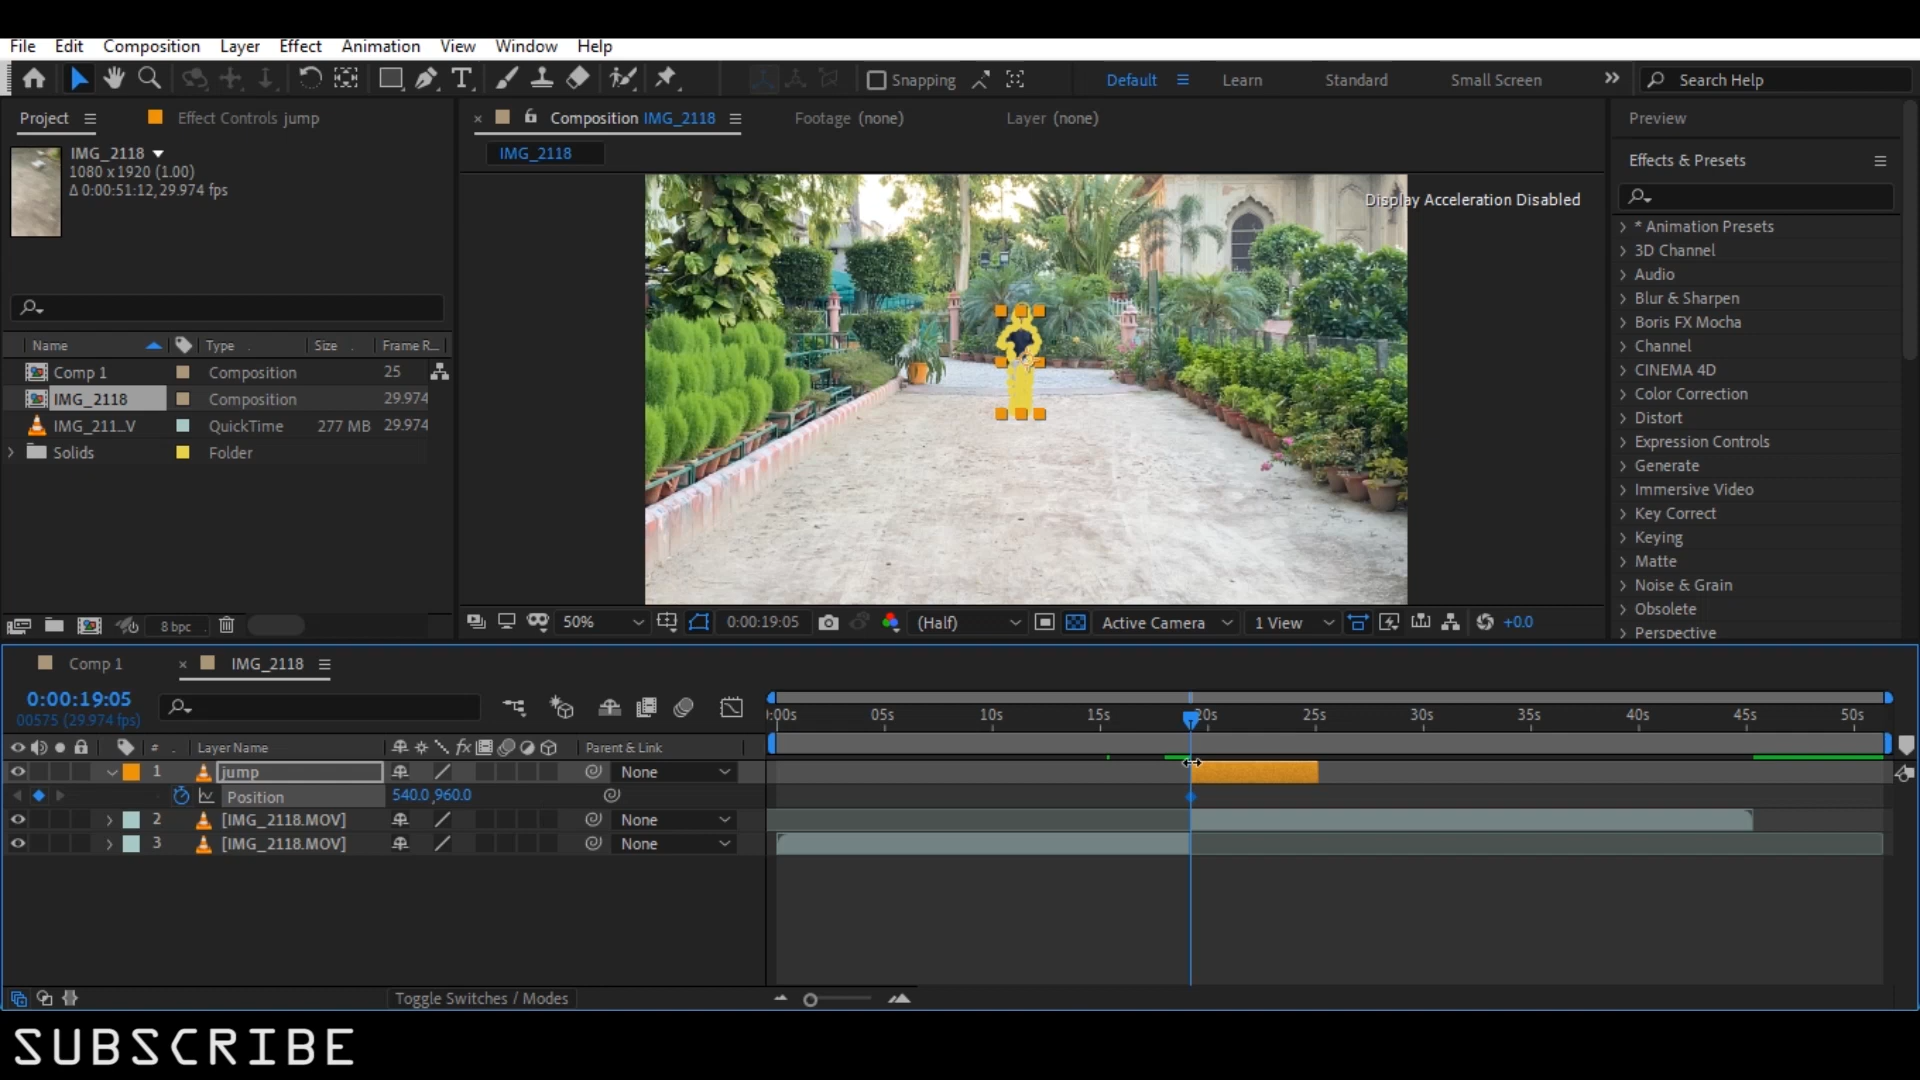 File Edit Composition Layer Effect Animation View Window Help
Snapping Default Learn Standard Small Screen Search Help
Project Effect Controls jump
IMG_2118
1080 x 1920 (1.00)
Δ 0:00:51:12, 29.974 fps
Name Type Size Frame R...
Comp 1 Composition 25
IMG_2118 Composition 29.974
IMG_211...V QuickTime 277 MB 29.974
Solids Folder
8 bpc
Composition IMG_2118 Footage (none) Layer (none)
IMG_2118
Display Acceleration Disabled
50% 0:00:19:05 (Half) Active Camera 1 View +0.0
Preview
Effects & Presets
* Animation Presets
3D Channel
Audio
Blur & Sharpen
Boris FX Mocha
Channel
CINEMA 4D
Color Correction
Distort
Expression Controls
Generate
Immersive Video
Key Correct
Keying
Matte
Noise & Grain
Obsolete
Perspective
Comp 1 IMG_2118
0:00:19:05
00575 (29.974 fps)
:00s 05s 10s 15s 20s 25s 30s 35s 40s 45s 50s
# Layer Name fx Parent & Link
1 jump None
Position 540.0,960.0
2 [IMG_2118.MOV] None
3 [IMG_2118.MOV] None
Toggle Switches / Modes
SUBSCRIBE